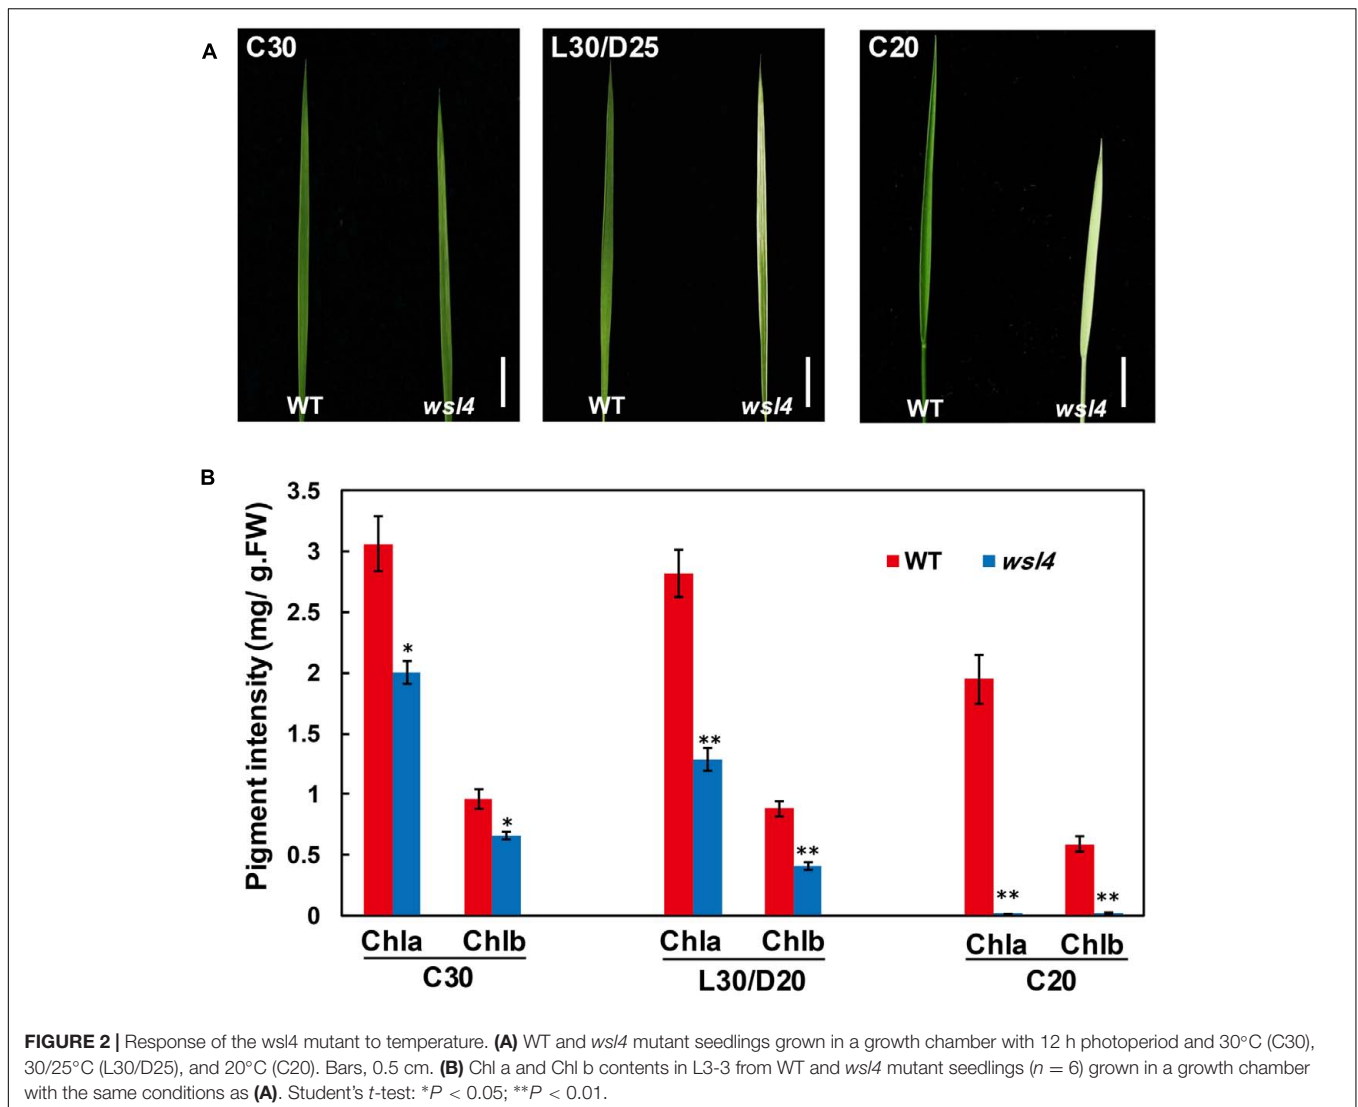 A
C30
L30/D25
C20
WT
wsl4
WT
wsl4
WT
wsl4
B
Pigment intensity (mg/ g.FW)
3.5
3
2.5
2
1.5
1
0.5
0
WT
wsl4
*
*
**
**
**
**
Chla
Chlb
Chla
Chlb
Chla
Chlb
C30
L30/D20
C20
FIGURE 2 | Response of the wsl4 mutant to temperature. (A) WT and wsl4 mutant seedlings grown in a growth chamber with 12 h photoperiod and 30°C (C30),
30/25°C (L30/D25), and 20°C (C20). Bars, 0.5 cm. (B) Chl a and Chl b contents in L3-3 from WT and wsl4 mutant seedlings (n = 6) grown in a growth chamber
with the same conditions as (A). Student's t-test: *P < 0.05; **P < 0.01.